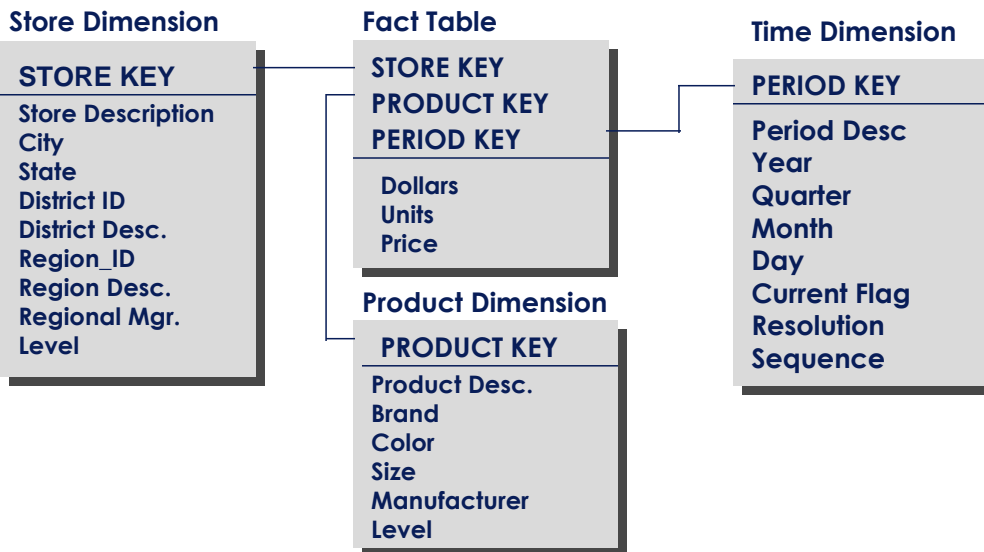 Store Dimension
STORE KEY
Store Description
City
State
District ID
District Desc.
Region_ID
Region Desc.
Regional Mgr.
Level
Fact Table
STORE KEY
PRODUCT KEY
PERIOD KEY
Dollars
Units
Price
Product Dimension
PRODUCT KEY
Product Desc.
Brand
Color
Size
Manufacturer
Level
Time Dimension
PERIOD KEY
Period Desc
Year
Quarter
Month
Day
Current Flag
Resolution
Sequence